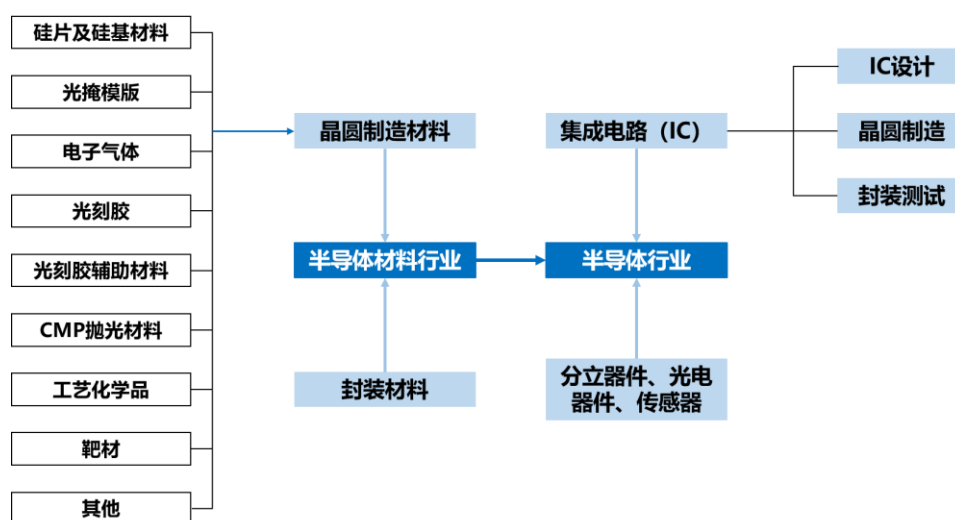 硅片及硅基材料
光掩模版
电子气体
光刻胶
光刻胶辅助材料
CMP抛光材料
工艺化学品
靶材
其他
晶圆制造材料
半导体材料行业
封装材料
集成电路（IC）
半导体行业
分立器件、光电
器件、传感器
IC设计
晶圆制造
封装测试